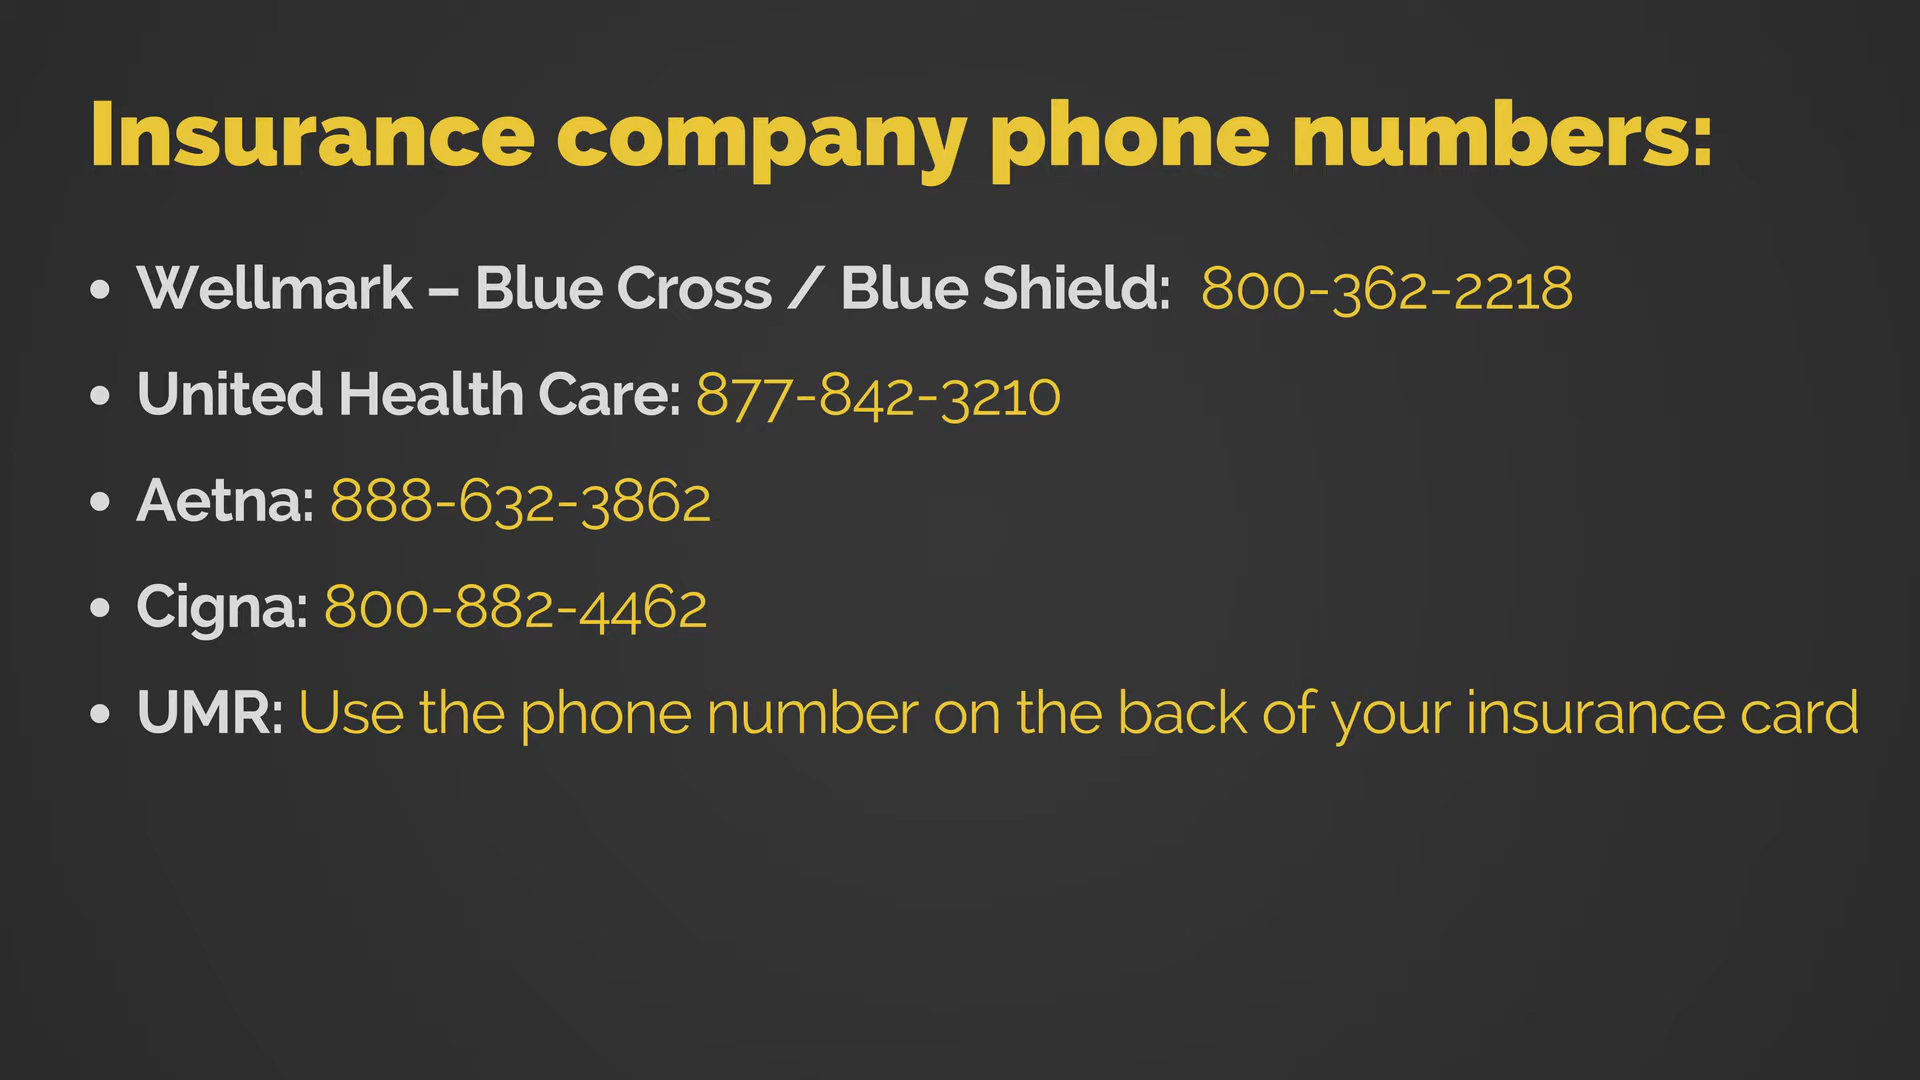 Insurance company phone numbers:
• Wellmark – Blue Cross / Blue Shield:  800-362-2218
• United Health Care: 877-842-3210
• Aetna: 888-632-3862
• Cigna: 800-882-4462
• UMR: Use the phone number on the back of your insurance card